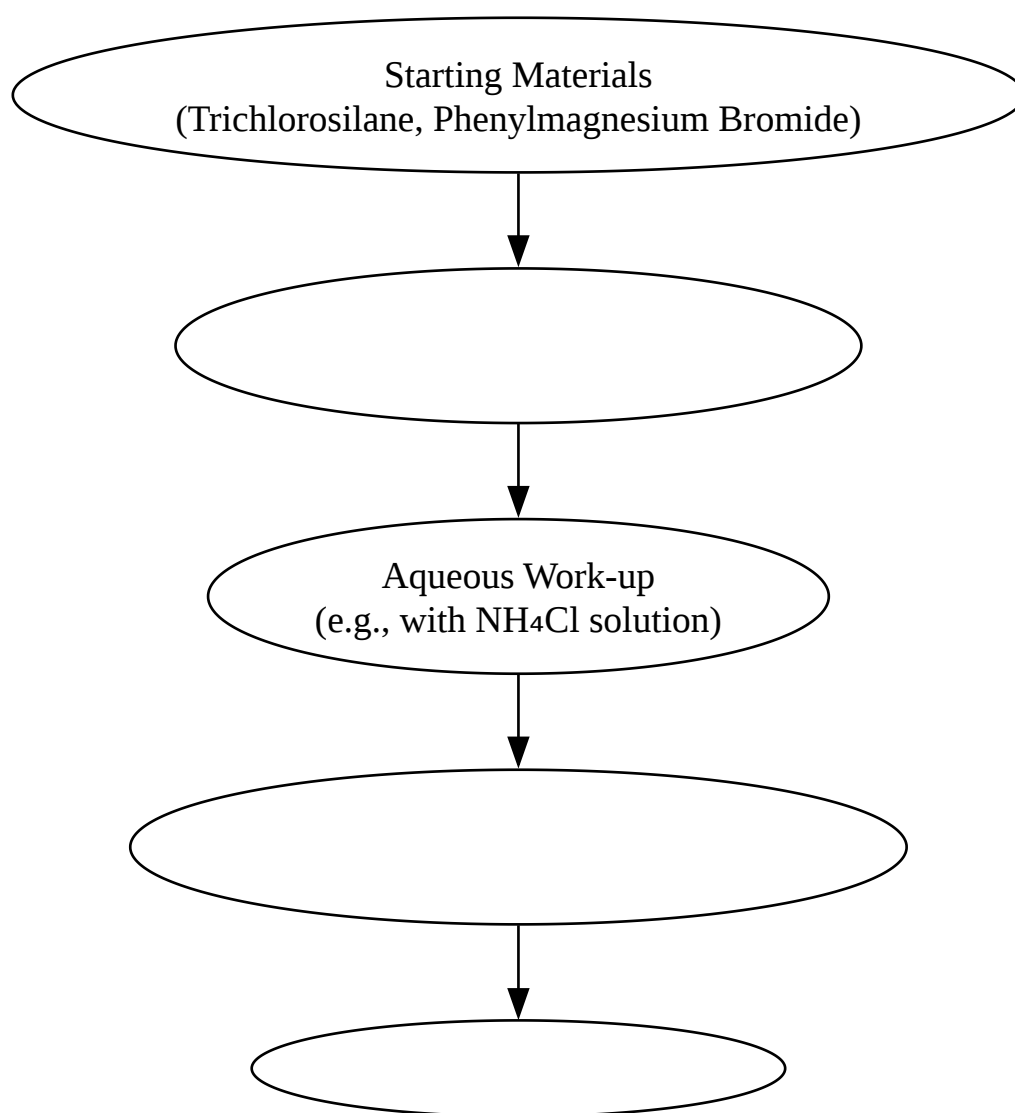 Starting Materials
(Trichlorosilane, Phenylmagnesium Bromide)
Aqueous Work-up
(e.g., with NH₄Cl solution)